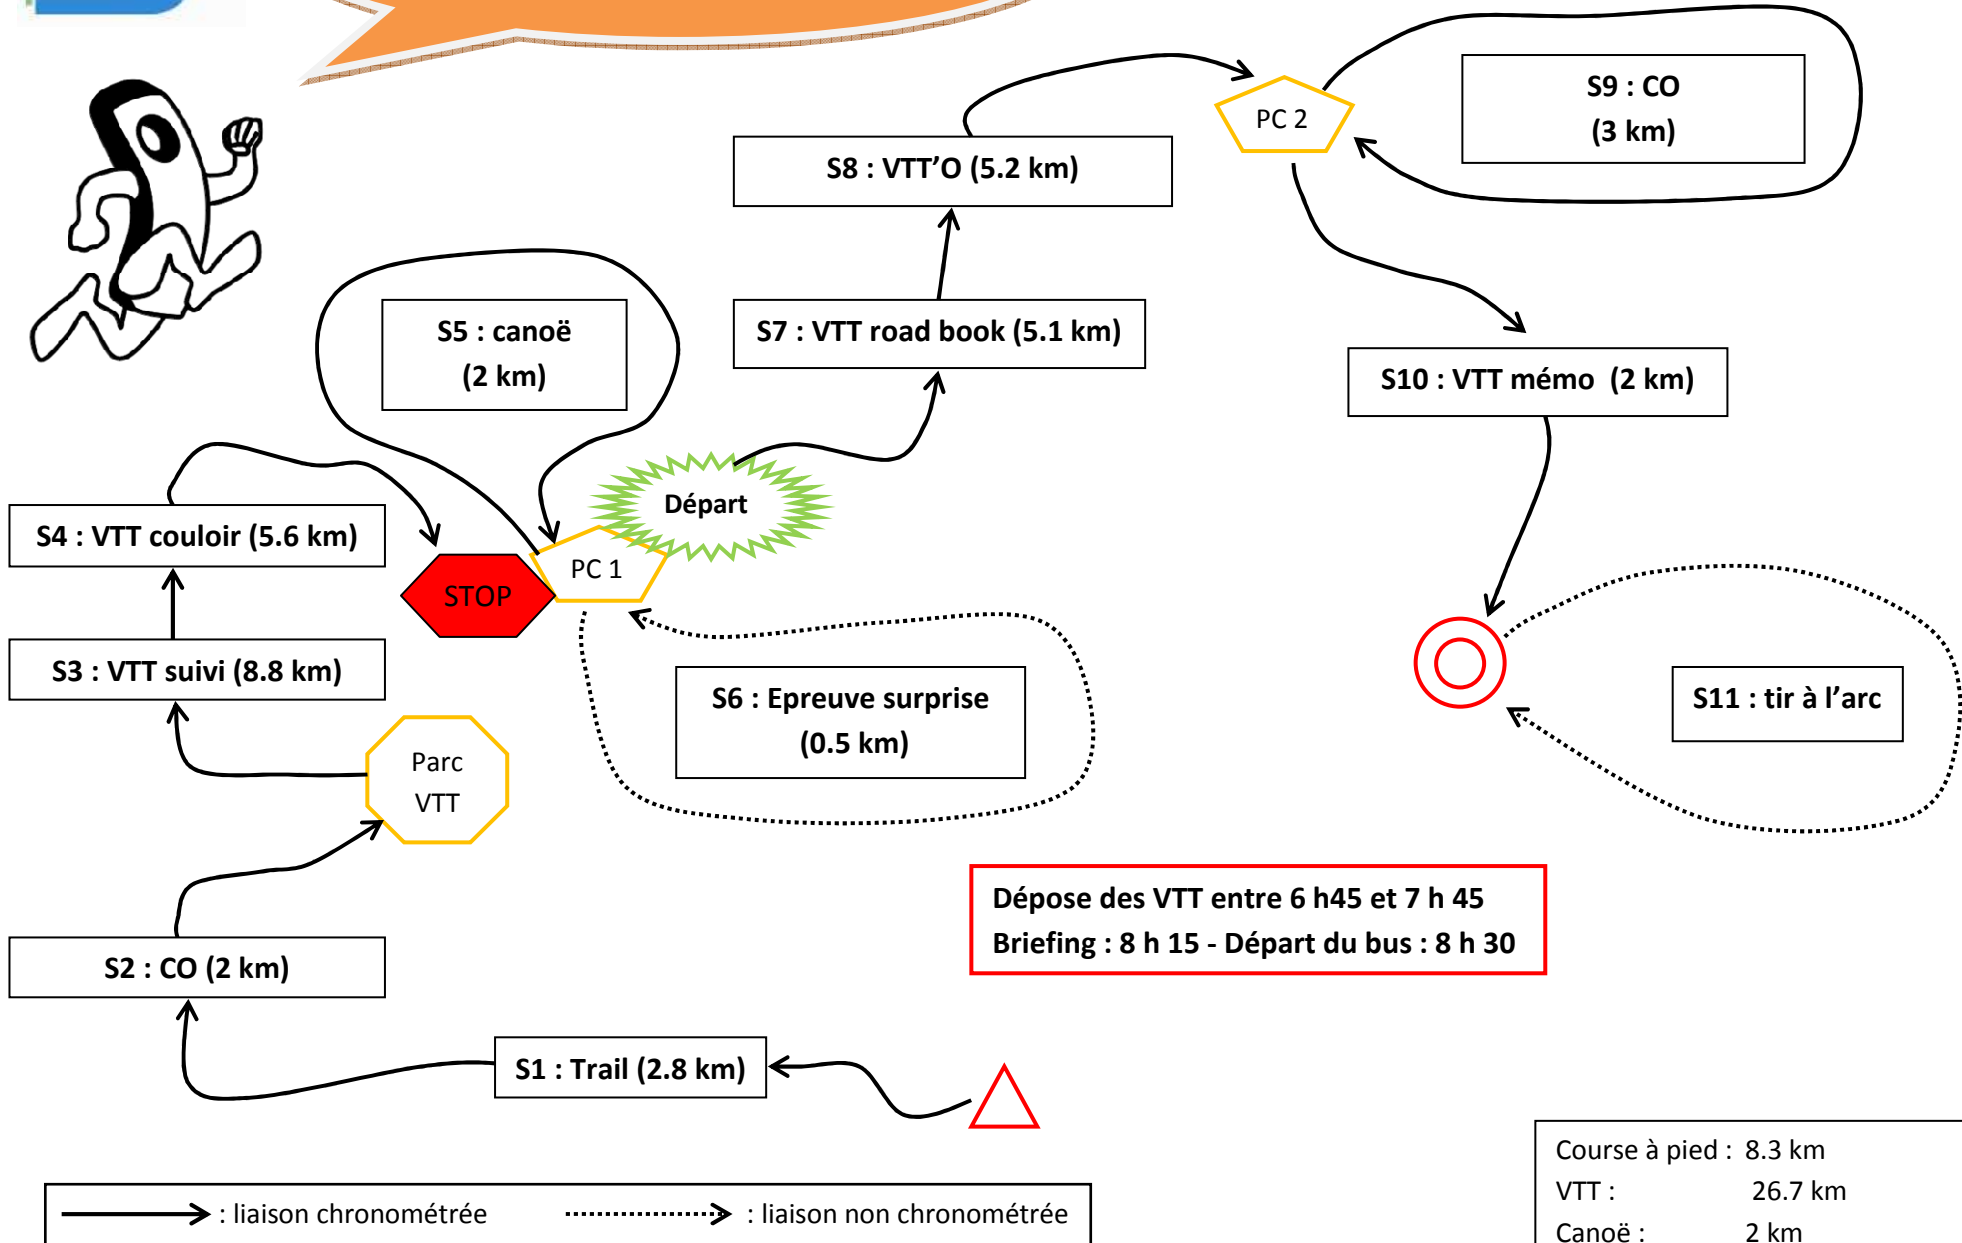 S9 : CO
(3 km)
PC 2
S8 : VTT’O (5.2 km)
S5 : canoë
(2 km)
S7 : VTT road book (5.1 km)
S10 : VTT mémo  (2 km)
Départ
S4 : VTT couloir (5.6 km)
PC 1
STOP
S3 : VTT suivi (8.8 km)
S6 : Epreuve surprise
(0.5 km)
S11 : tir à l’arc
Parc
VTT
Dépose des VTT entre 6 h45 et 7 h 45
Briefing : 8 h 15 - Départ du bus : 8 h 30
S2 : CO (2 km)
S1 : Trail (2.8 km)
Course à pied : 8.3 km
VTT : 26.7 km
Canoë : 2 km
: liaison chronométrée
: liaison non chronométrée